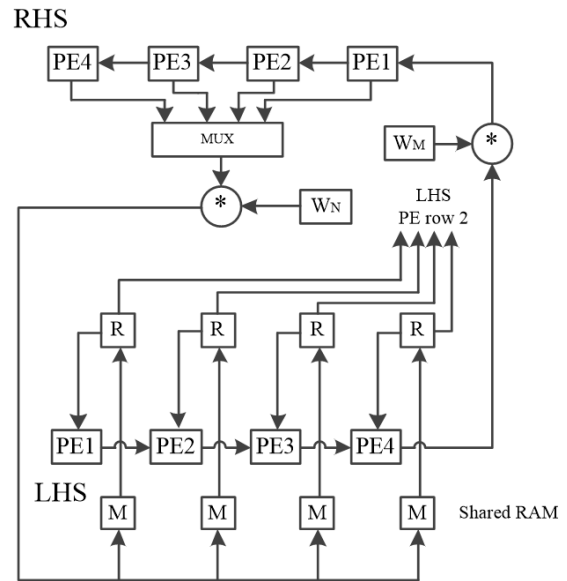 RHS
PE4 PE3 PE2 PE1
MUX
WM
*
*
WN
LHS
PE row 2
R R R R
PE1 PE2 PE3 PE4
LHS
M M M M Shared RAM